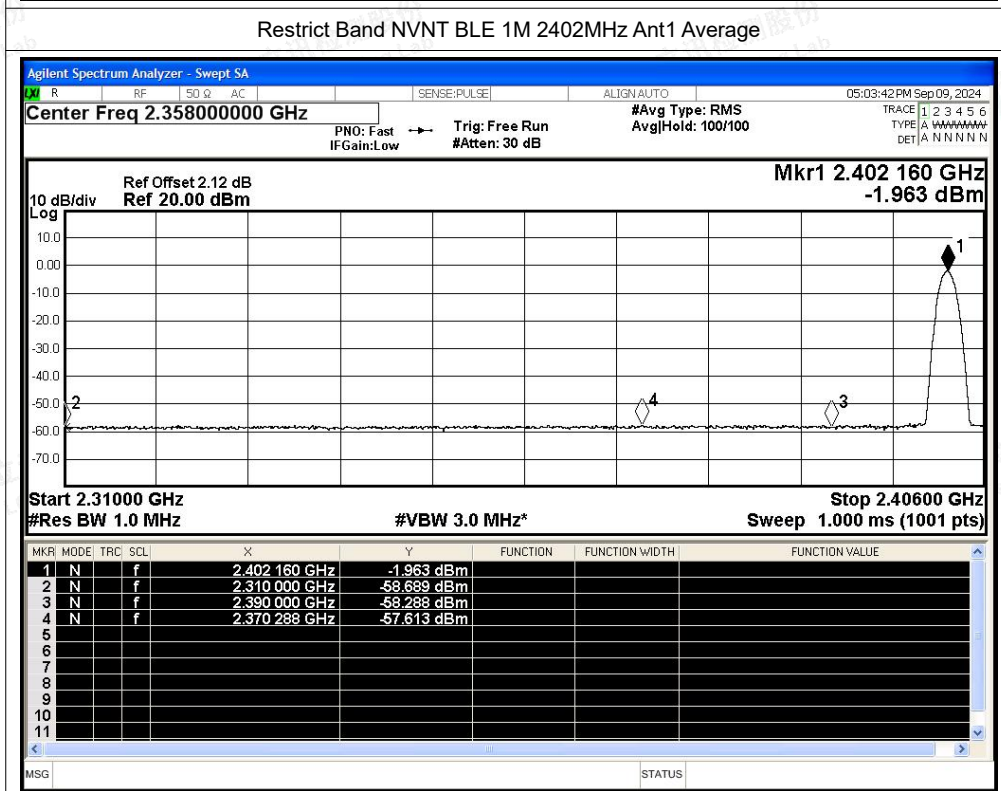 Restrict Band NVNT BLE 1M 2402MHz Ant1 Average
Agilent Spectrum Analyzer - Swept SA
LXI R RF 50 Ω AC SENSE:PULSE ALIGN AUTO 05:03:42 PM Sep 09, 2024
Center Freq 2.358000000 GHz
PNO: Fast
IFGain:Low
Trig: Free Run
#Atten: 30 dB
#Avg Type: RMS
Avg|Hold: 100/100
TRACE 1 2 3 4 5 6
TYPE A WWWWW
DET A N N N N N
Mkr1 2.402 160 GHz
-1.963 dBm
Ref Offset 2.12 dB
10 dB/div Ref 20.00 dBm
Log
10.0
0.00
-10.0
-20.0
-30.0
-40.0
-50.0
-60.0
-70.0
1
2
4
3
Start 2.31000 GHz Stop 2.40600 GHz
#Res BW 1.0 MHz #VBW 3.0 MHz* Sweep 1.000 ms (1001 pts)
MKR MODE TRC SCL X Y FUNCTION FUNCTION WIDTH FUNCTION VALUE
1 N f 2.402 160 GHz -1.963 dBm
2 N f 2.310 000 GHz -58.689 dBm
3 N f 2.390 000 GHz -58.288 dBm
4 N f 2.370 288 GHz -57.613 dBm
5
6
7
8
9
10
11
MSG STATUS